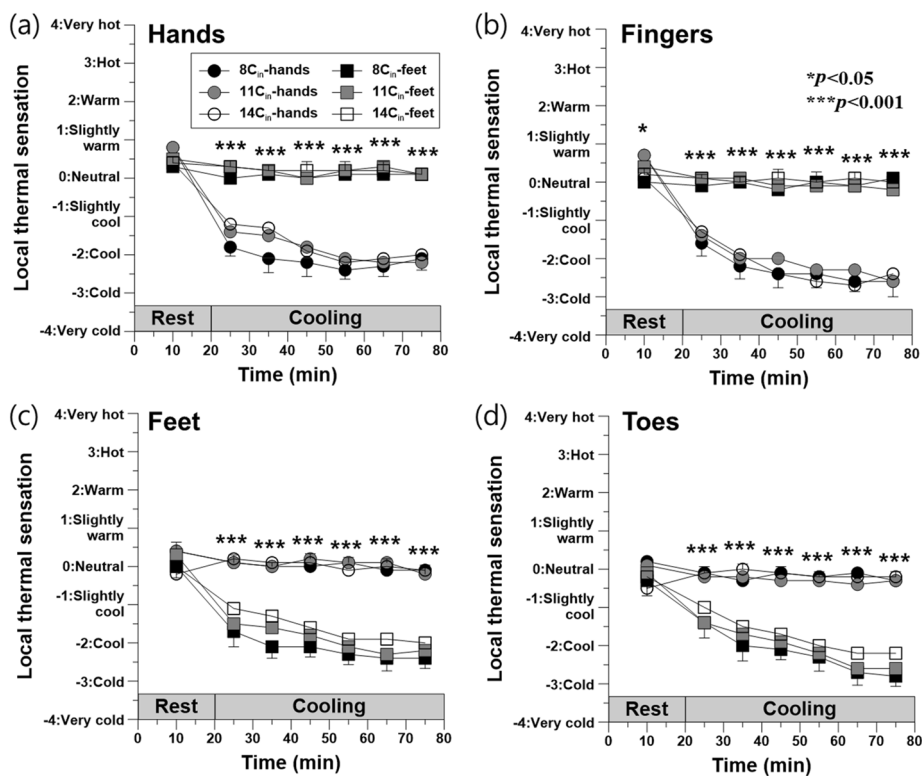 (a)
Hands
4:Very hot
3:Hot
2:Warm
1:Slightly
warm
0:Neutral
-1:Slightly
cool
-2:Cool
-3:Cold
-4:Very cold
Local thermal sensation
8Cin-hands 8Cin-feet
11Cin-hands 11Cin-feet
14Cin-hands 14Cin-feet
*** *** *** *** *** ***
Rest Cooling
0 10 20 30 40 50 60 70 80
Time (min)
(b)
Fingers
4:Very hot
3:Hot
2:Warm
1:Slightly
warm
0:Neutral
-1:Slightly
cool
-2:Cool
-3:Cold
-4:Very cold
Local thermal sensation
*p<0.05
***p<0.001
* *** *** *** *** *** ***
Rest Cooling
0 10 20 30 40 50 60 70 80
Time (min)
(c)
Feet
4:Very hot
3:Hot
2:Warm
1:Slightly
warm
0:Neutral
-1:Slightly
cool
-2:Cool
-3:Cold
-4:Very cold
Local thermal sensation
*** *** *** *** *** ***
Rest Cooling
0 10 20 30 40 50 60 70 80
Time (min)
(d)
Toes
4:Very hot
3:Hot
2:Warm
1:Slightly
warm
0:Neutral
-1:Slightly
cool
-2:Cool
-3:Cold
-4:Very cold
Local thermal sensation
*** *** *** *** *** ***
Rest Cooling
0 10 20 30 40 50 60 70 80
Time (min)